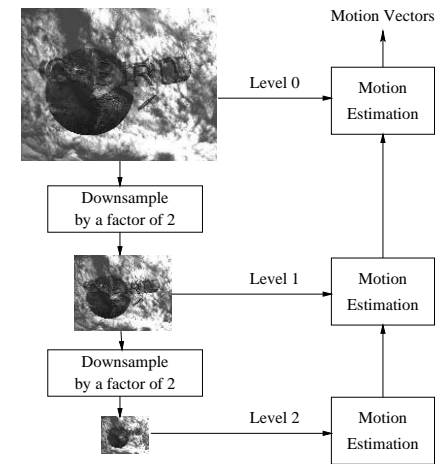 Motion Vectors
Level 0
Motion
Estimation
Downsample
by a factor of 2
Level 1
Motion
Estimation
Downsample
by a factor of 2
Level 2
Motion
Estimation